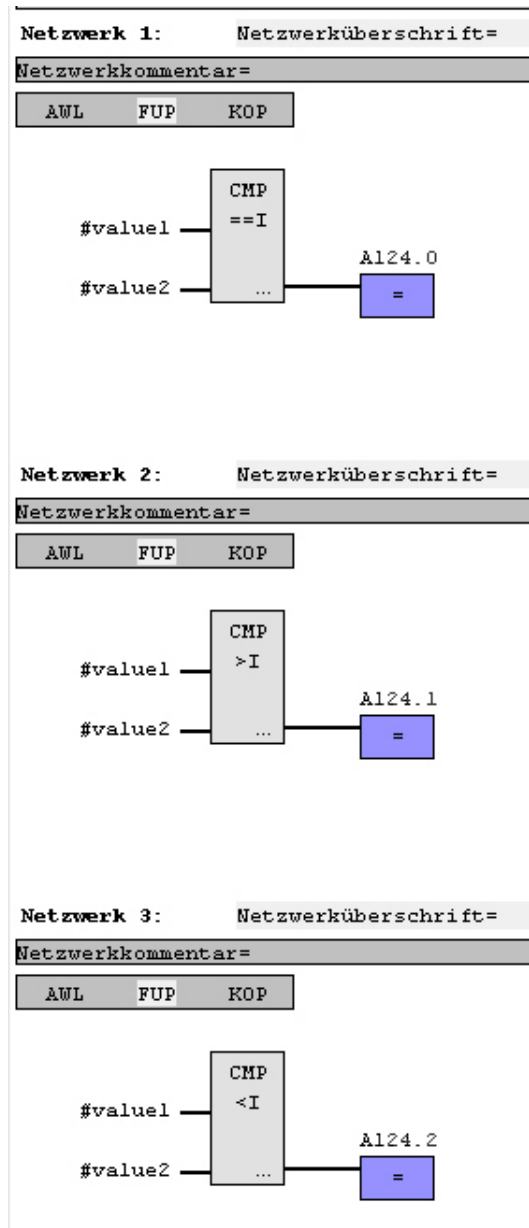 Netzwerk 1: Netzwerküberschrift=
Netzwerkkommentar=
AWL FUP KOP
CMP
#value1 ==I
A124.0
#value2 ... =
Netzwerk 2: Netzwerküberschrift=
Netzwerkkommentar=
AWL FUP KOP
CMP
#value1 >I
A124.1
#value2 ... =
Netzwerk 3: Netzwerküberschrift=
Netzwerkkommentar=
AWL FUP KOP
CMP
#value1 <I
A124.2
#value2 ... =